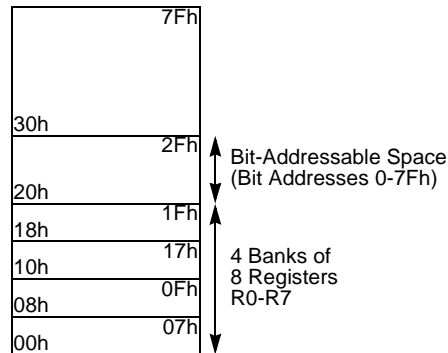 7Fh
30h
2Fh
Bit-Addressable Space
(Bit Addresses 0-7Fh)
20h
1Fh
18h
17h
10h
4 Banks of
8 Registers
R0-R7
0Fh
08h
07h
00h